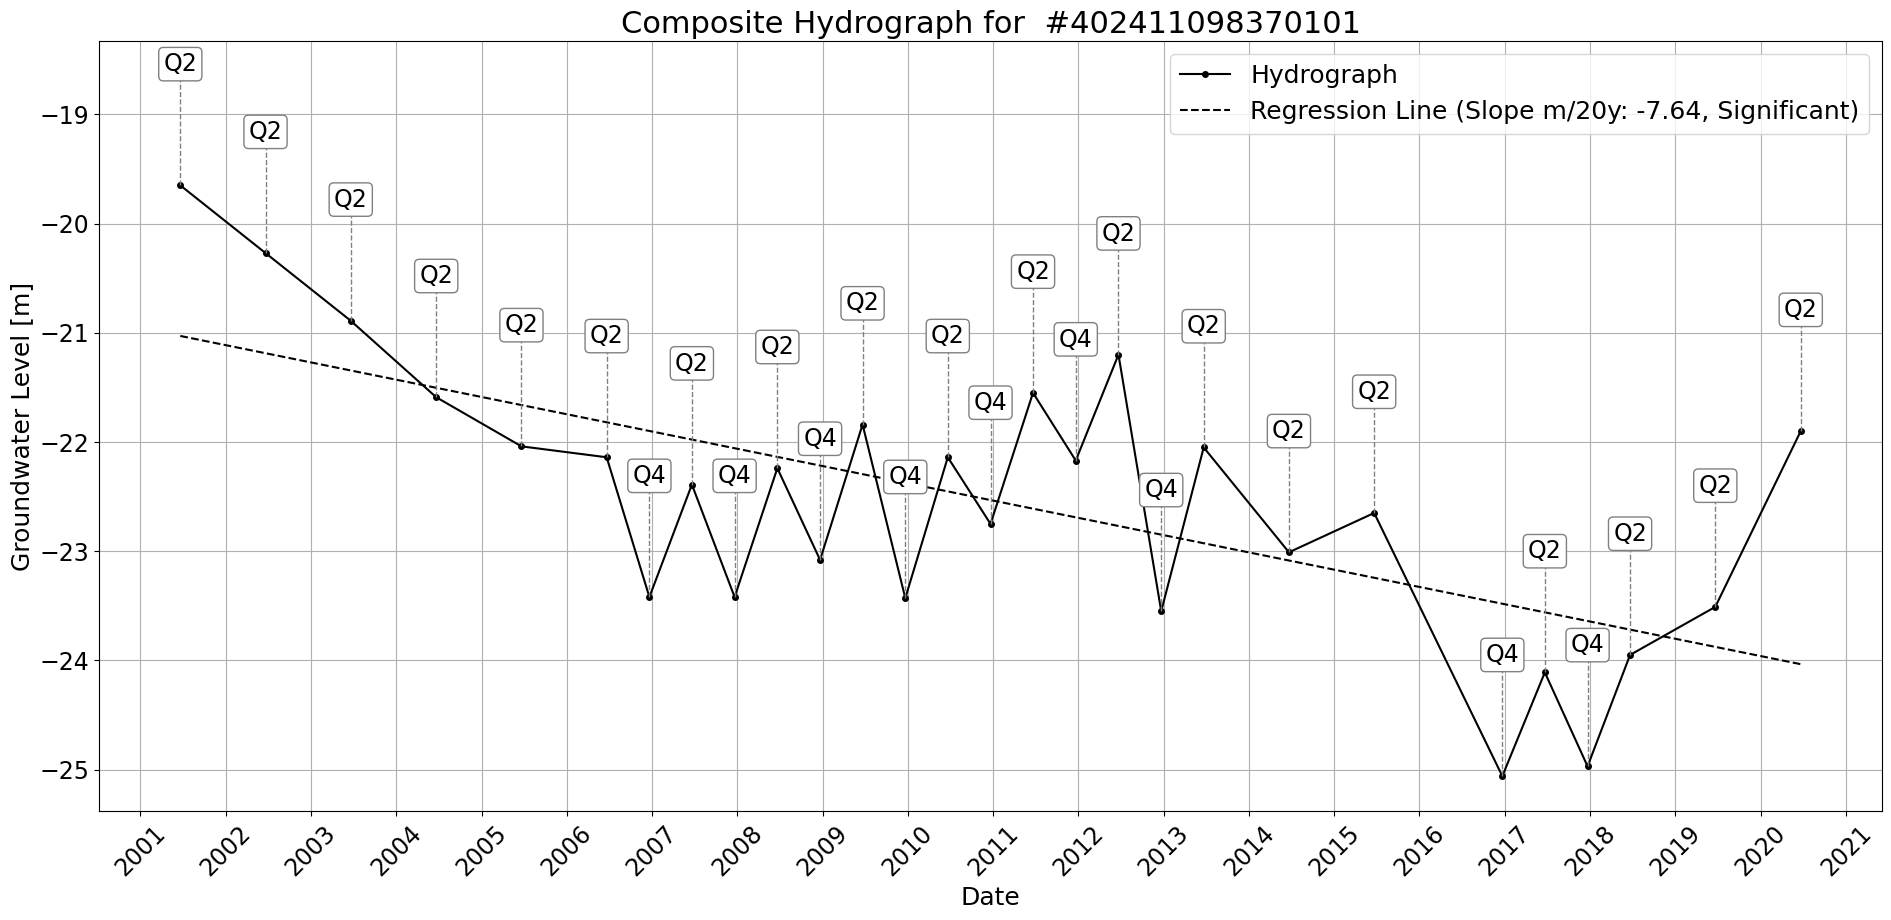 Composite Hydrograph for  #402411098370101
Hydrograph
Regression Line (Slope m/20y: -7.64, Significant)
Groundwater Level [m]
−19
−20
−21
−22
−23
−24
−25
Q2
Q2
Q2
Q2
Q2
Q2
Q4
Q2
Q4
Q2
Q4
Q2
Q4
Q2
Q4
Q2
Q4
Q2
Q4
Q2
Q2
Q2
Q4
Q2
Q4
Q2
Q2
Q2
2001
2002
2003
2004
2005
2006
2007
2008
2009
2010
2011
2012
2013
2014
2015
2016
2017
2018
2019
2020
2021
Date